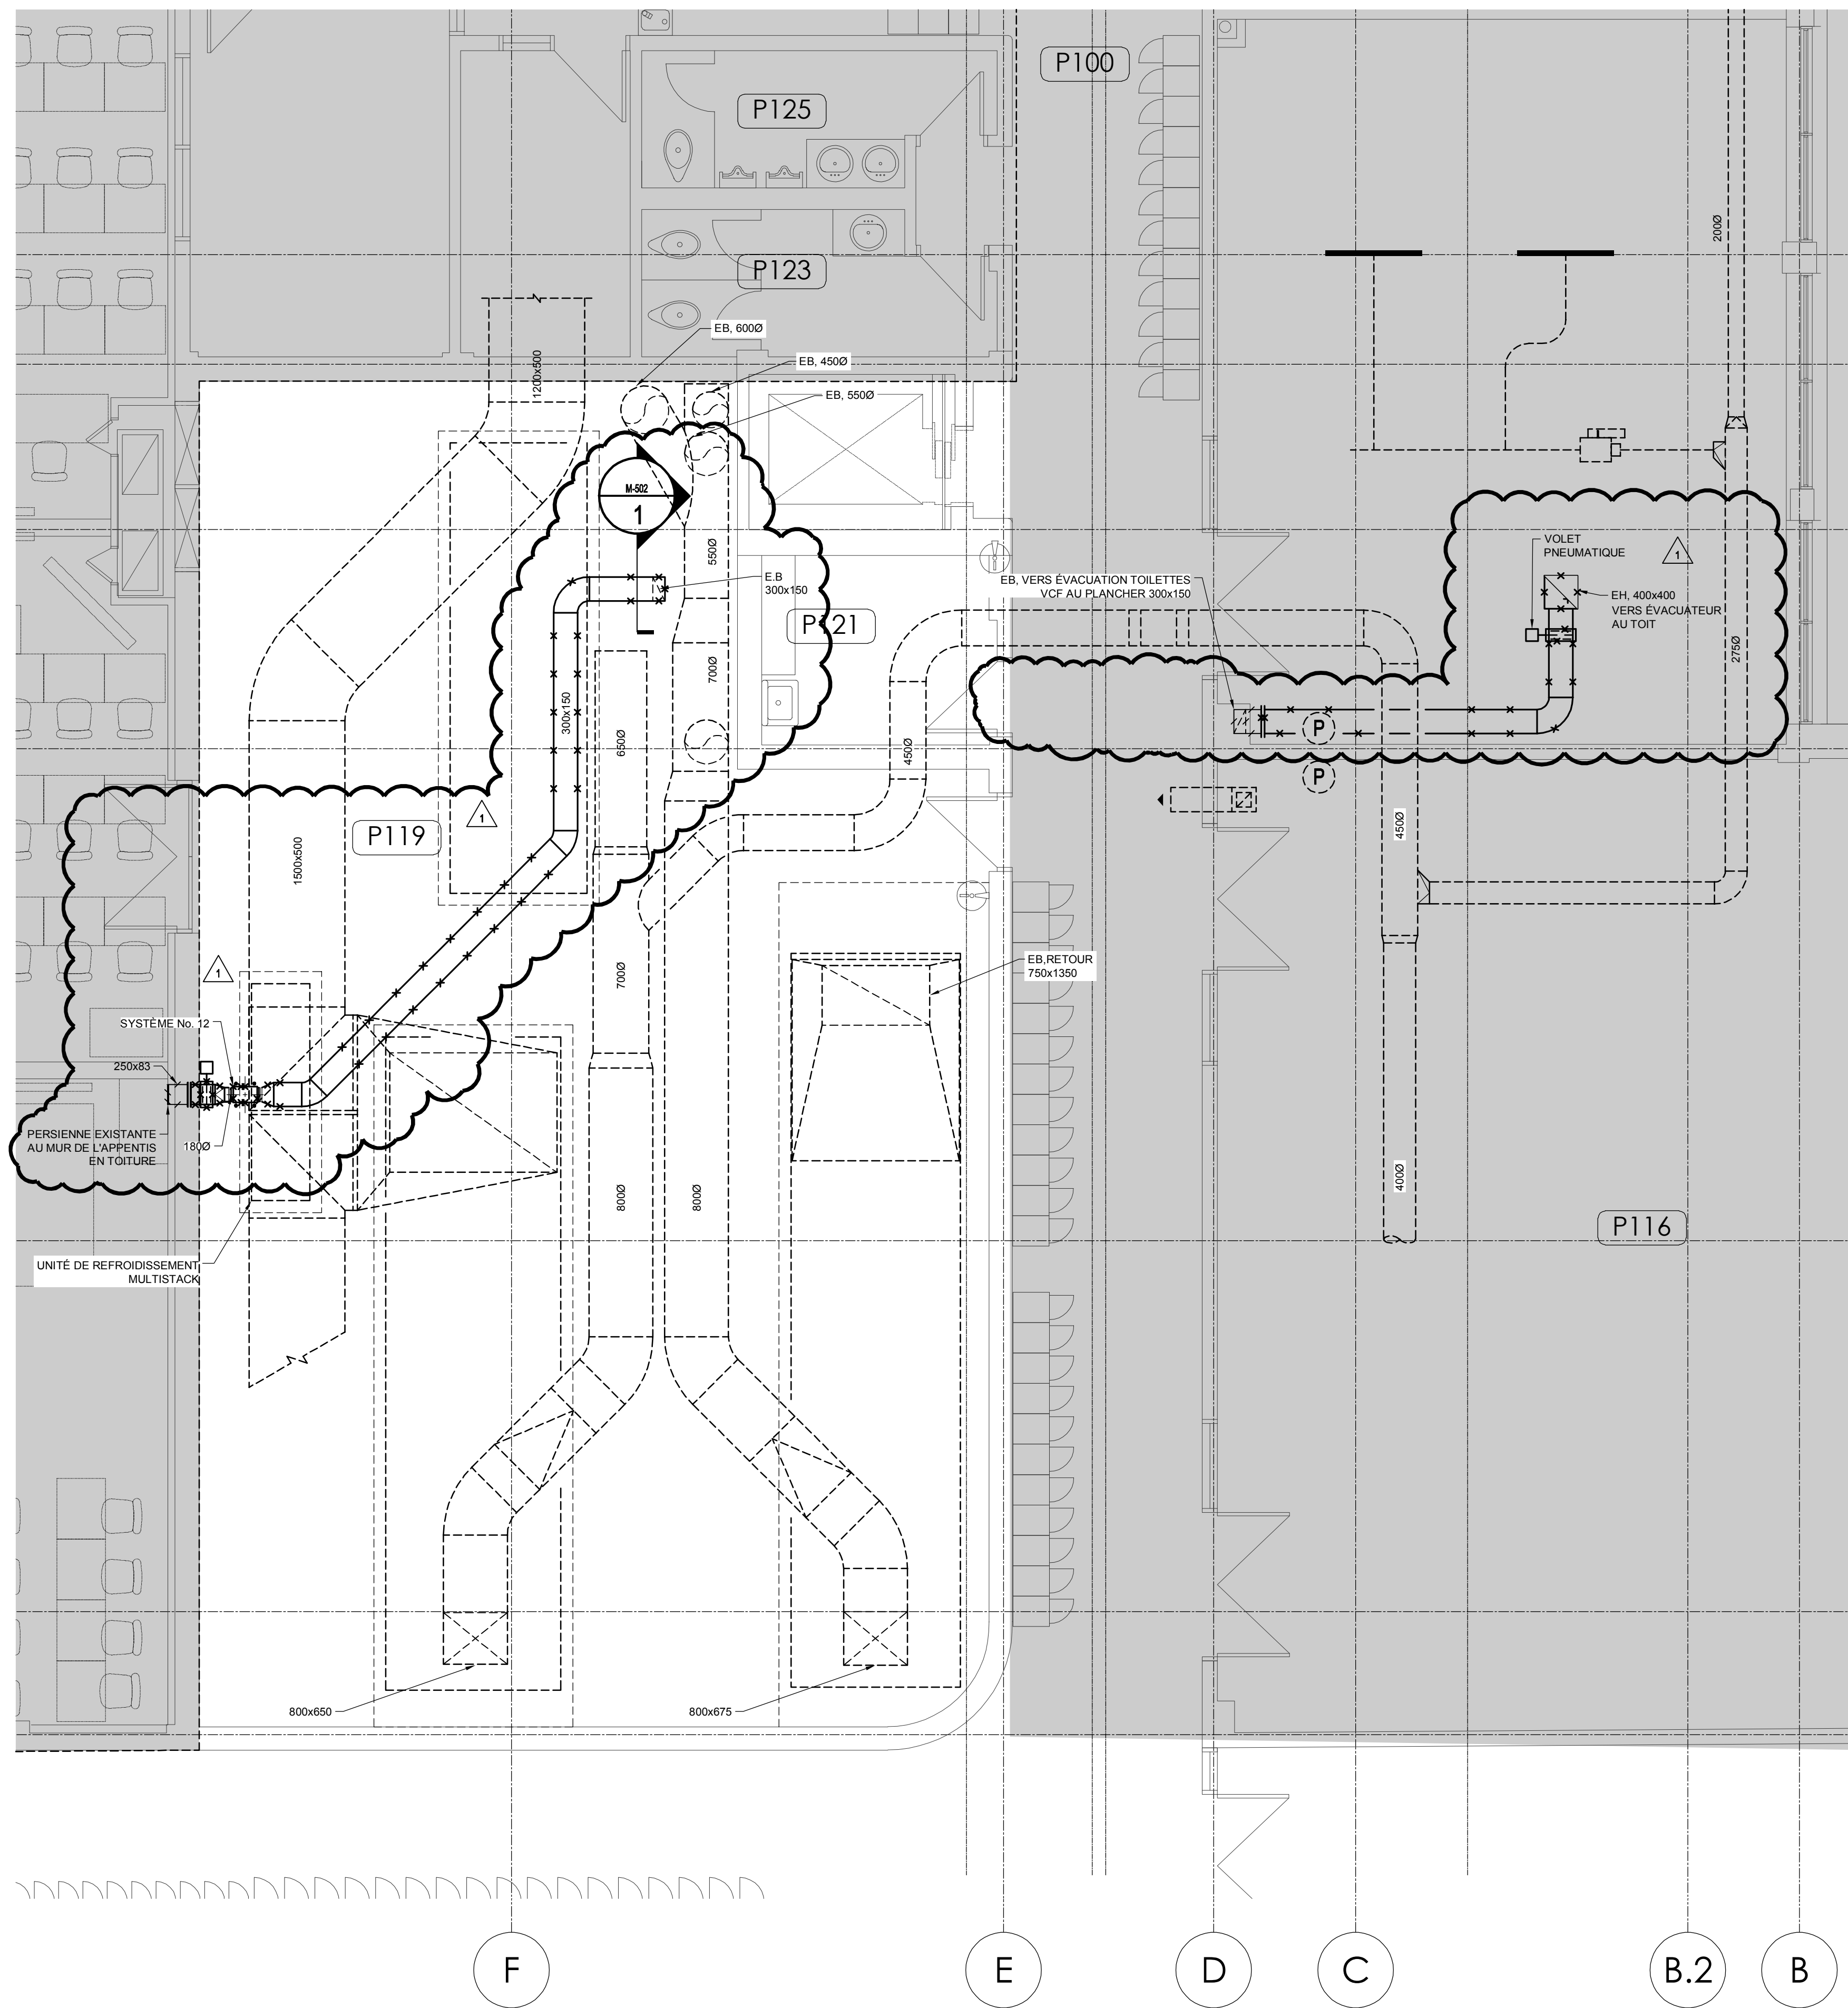 P100
P125
200Ø
P123
EB, 600Ø
EB, 450Ø
1200x500
EB, 550Ø
M-502
1
VOLET
PNEUMATIQUE
1
550Ø
E.B
300x150
EB, VERS ÉVACUATION TOILETTES
VCF AU PLANCHER 300x150
EH, 400x400
VERS ÉVACUATEUR
AU TOIT
P121
2750
700Ø
300x150
650Ø
450Ø
P
P
1
P119
1500x500
450Ø
1
700Ø
EB,RETOUR
750x1350
SYSTÈME No. 12
250x83
PERSIENNE EXISTANTE
AU MUR DE L'APPENTIS
EN TOITURE
180Ø
800Ø
800Ø
400Ø
P116
UNITÉ DE REFROIDISSEMENT
MULTISTACK
800x650
800x675
F
E
D
C
B.2
B